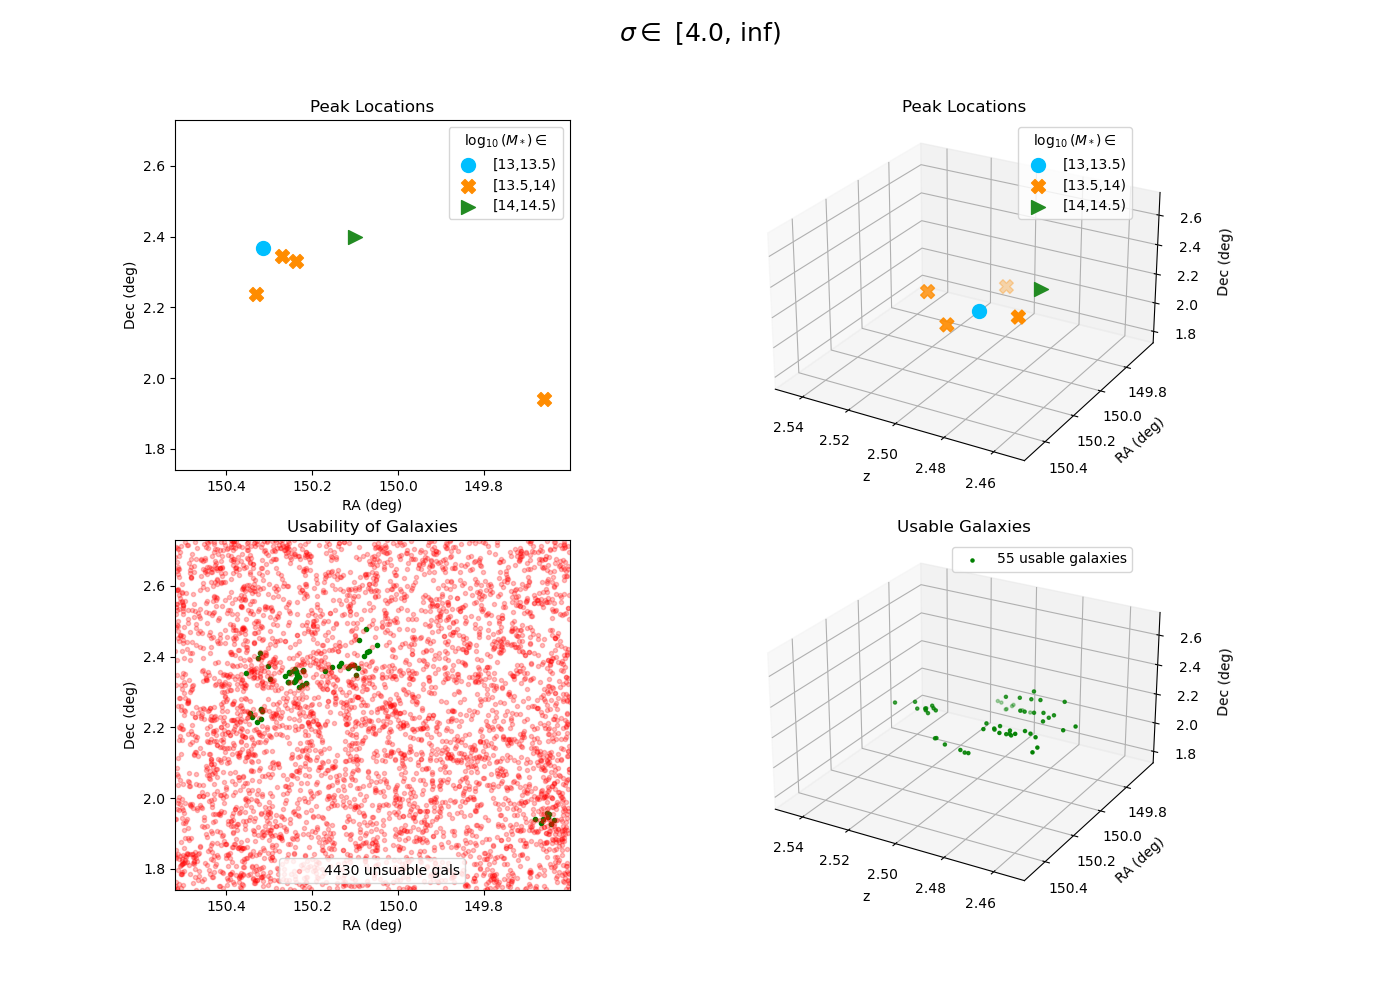 σ ∈ [4.0, inf)
Peak Locations
log10(M*) ∈
[13,13.5)
[13.5,14)
[14,14.5)
2.6
2.4
2.2
2.0
1.8
Dec (deg)
150.4 150.2 150.0 149.8
RA (deg)
Peak Locations
log10(M*) ∈
[13,13.5)
[13.5,14)
[14,14.5)
2.6
2.4
2.2
2.0
1.8
Dec (deg)
149.8
150.0
150.2
150.4
RA (deg)
2.54
2.52
2.50
2.48
2.46
z
Usability of Galaxies
2.6
2.4
2.2
2.0
1.8
Dec (deg)
4430 unsuable gals
150.4 150.2 150.0 149.8
RA (deg)
Usable Galaxies
55 usable galaxies
2.6
2.4
2.2
2.0
1.8
Dec (deg)
149.8
150.0
150.2
150.4
RA (deg)
2.54
2.52
2.50
2.48
2.46
z